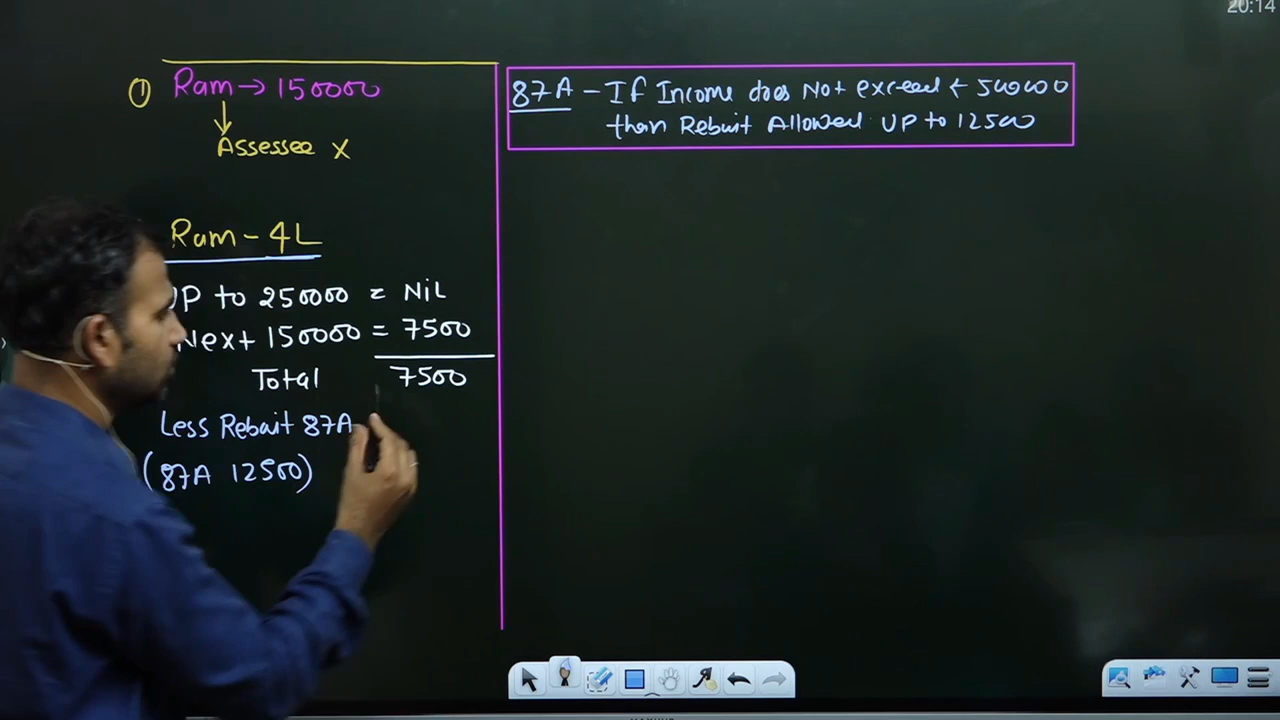 20:14
① Ram → 150000
Assessee X
87A - If Income does Not exceed ₹ 500000
than Rebait Allowed UP to 12500
Ram - 4L
UP to 250000 = NiL
Next 150000 = 7500
Total 7500
Less Rebait 87A
(87A 12500)